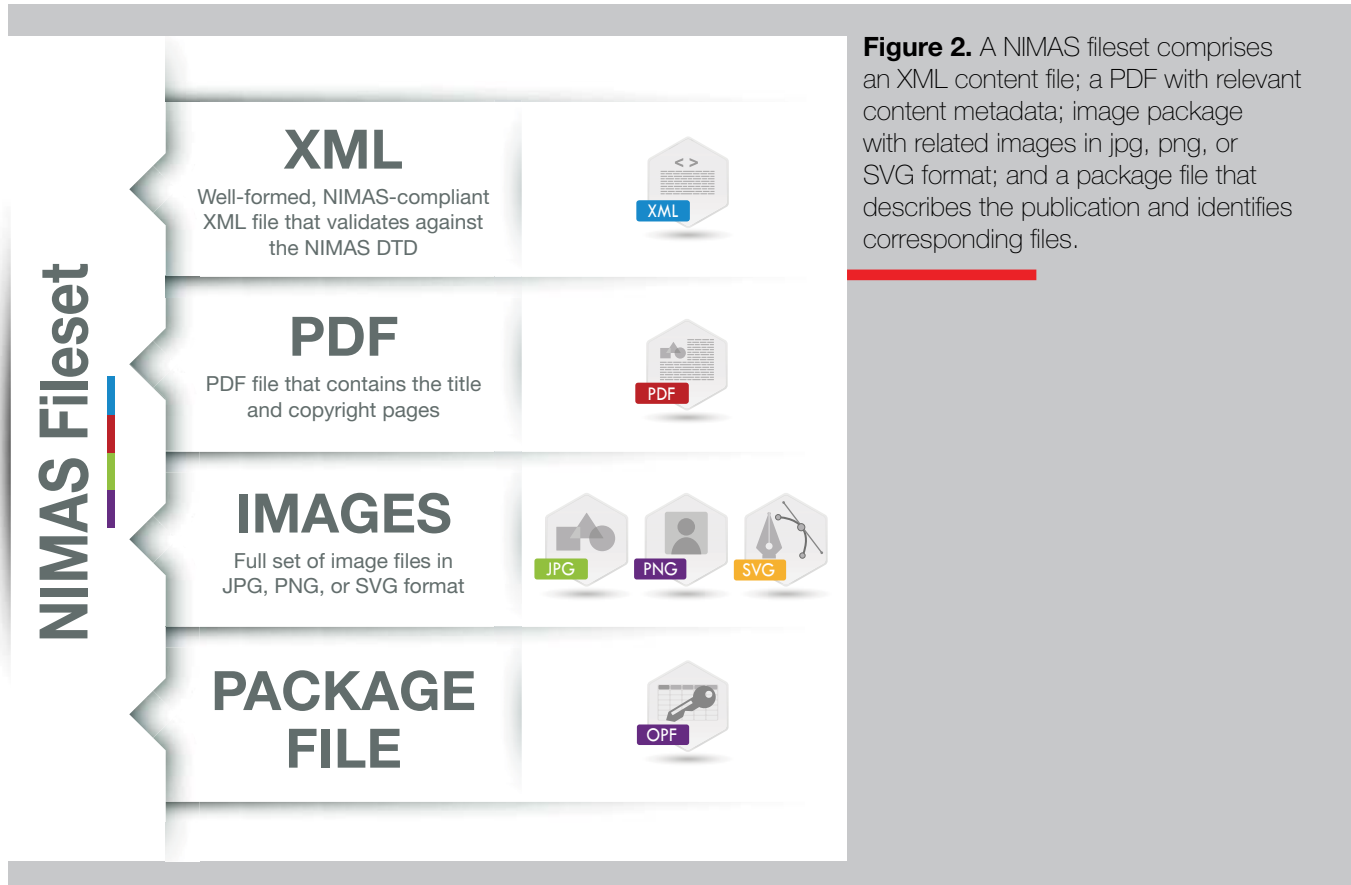 NIMAS Fileset
XML
Well-formed, NIMAS-compliant
XML file that validates against
the NIMAS DTD
< >
XML
PDF
PDF file that contains the title
and copyright pages
PDF
IMAGES
Full set of image files in
JPG, PNG, or SVG format
JPG
PNG
SVG
PACKAGE
FILE
OPF
Figure 2. A NIMAS fileset comprises
an XML content file; a PDF with relevant
content metadata; image package
with related images in jpg, png, or
SVG format; and a package file that
describes the publication and identifies
corresponding files.